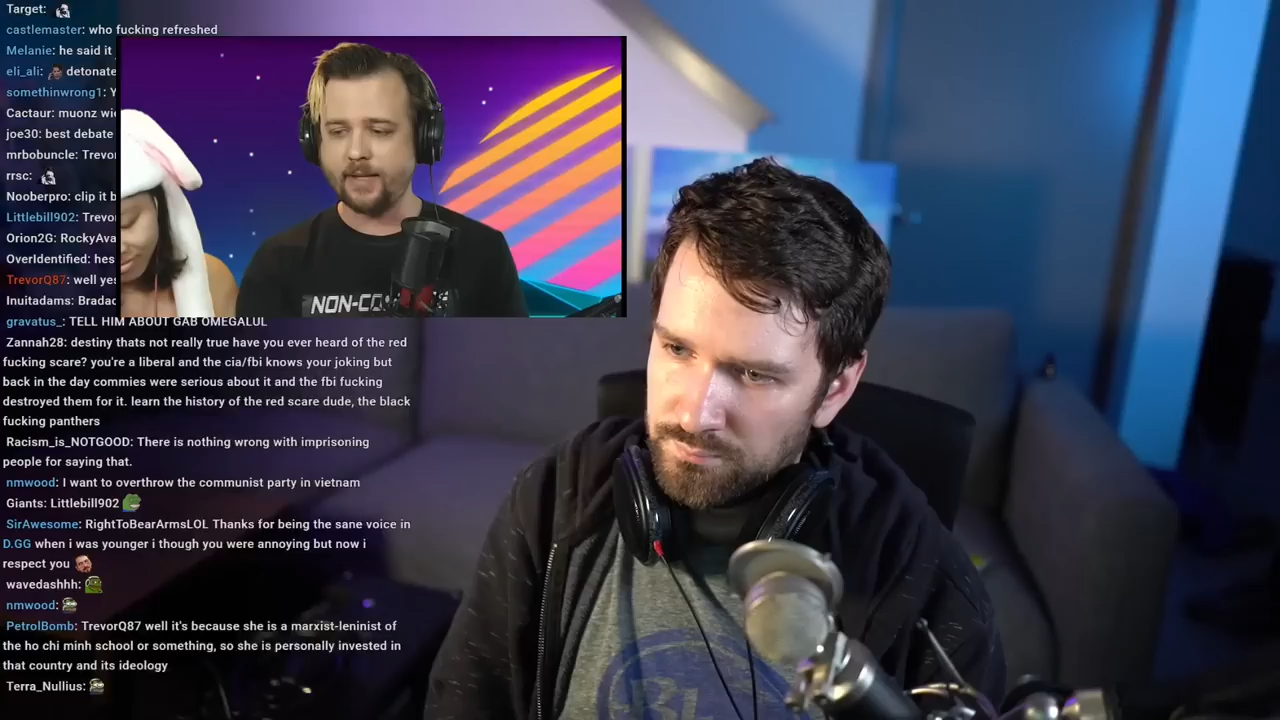 Target:
castlemaster: who fucking refreshed
Melanie: he said it
eli_ali: detonate
somethinwrong1: Y
Cactaur: muonz wi
joe30: best debate
mrbobuncle: Trevo
rrsc:
Nooberpro: clip it b
Littlebill902: Trevo
Orion2G: RockyAva
OverIdentified: hes
TrevorQ87: well yes
Inuitadams: Bradac
gravatus_: TELL HIM ABOUT GAB OMEGALUL
Zannah28: destiny thats not really true have you ever heard of the red
fucking scare? you're a liberal and the cia/fbi knows your joking but
back in the day commies were serious about it and the fbi fucking
destroyed them for it. learn the history of the red scare dude, the black
fucking panthers
Racism_is_NOTGOOD: There is nothing wrong with imprisoning
people for saying that.
nmwood: I want to overthrow the communist party in vietnam
Giants: Littlebill902
SirAwesome: RightToBearArmsLOL Thanks for being the sane voice in
D.GG when i was younger i though you were annoying but now i
respect you
wavedashhh:
nmwood:
PetrolBomb: TrevorQ87 well it's because she is a marxist-leninist of
the ho chi minh school or something, so she is personally invested in
that country and its ideology
Terra_Nullius:
NON-CO